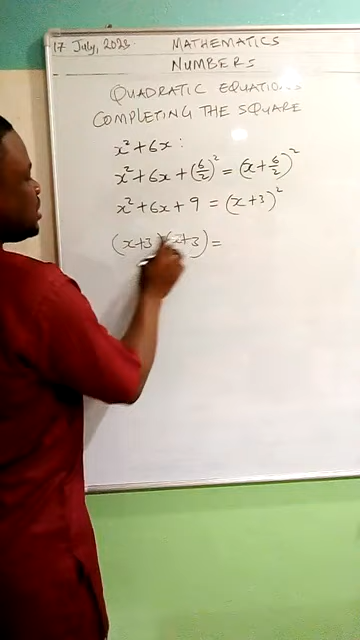 17 July, 2023 MATHEMATICS
NUMBERS
QUADRATIC EQUATIONS
COMPLETING THE SQUARE
x² + 6x :
x² + 6x + (6/2)² = (x + 6/2)²
x² + 6x + 9 = (x + 3)²
(x+3)(x+3) =